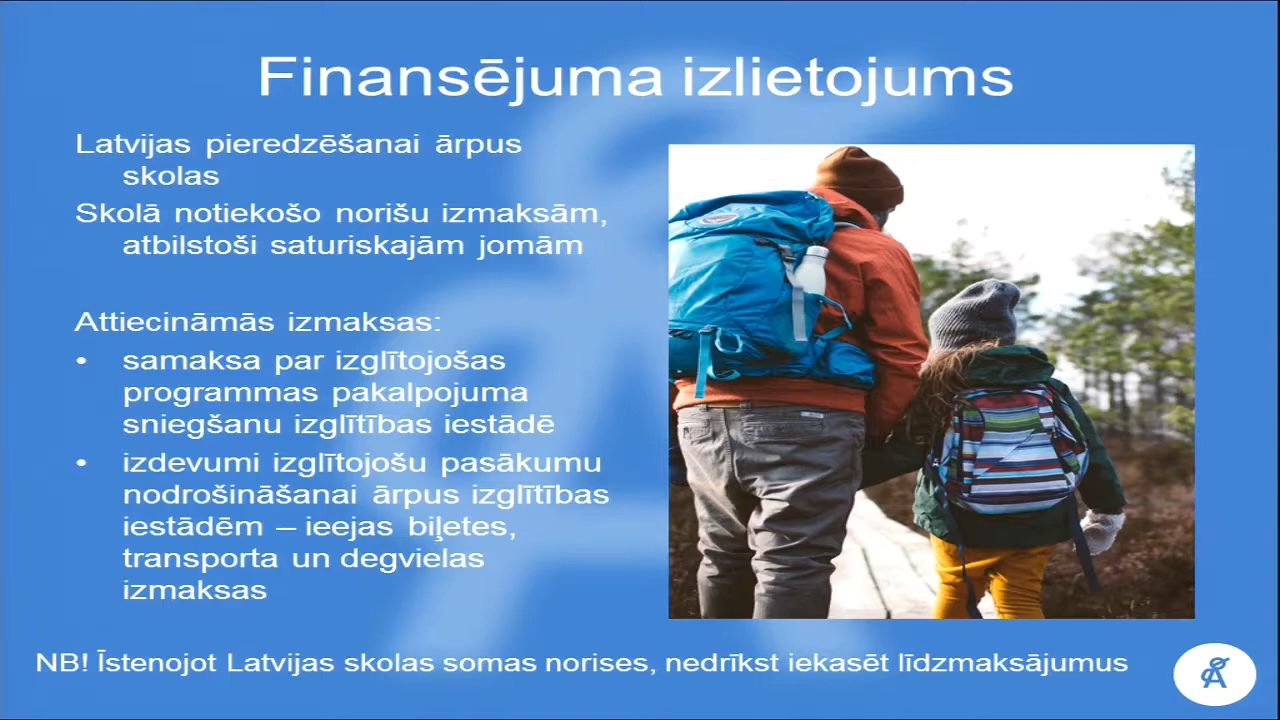 Finansējuma izlietojums
Latvijas pieredzēšanai ārpus
skolas
Skolā notiekošo norišu izmaksām,
atbilstoši saturiskajām jomām
Attiecināmās izmaksas:
• samaksa par izglītojošas
programmas pakalpojuma
sniegšanu izglītības iestādē
• izdevumi izglītojošu pasākumu
nodrošināšanai ārpus izglītības
iestādēm – ieejas biļetes,
transporta un degvielas
izmaksas
NB! Īstenojot Latvijas skolas somas norises, nedrīkst iekasēt līdzmaksājumus